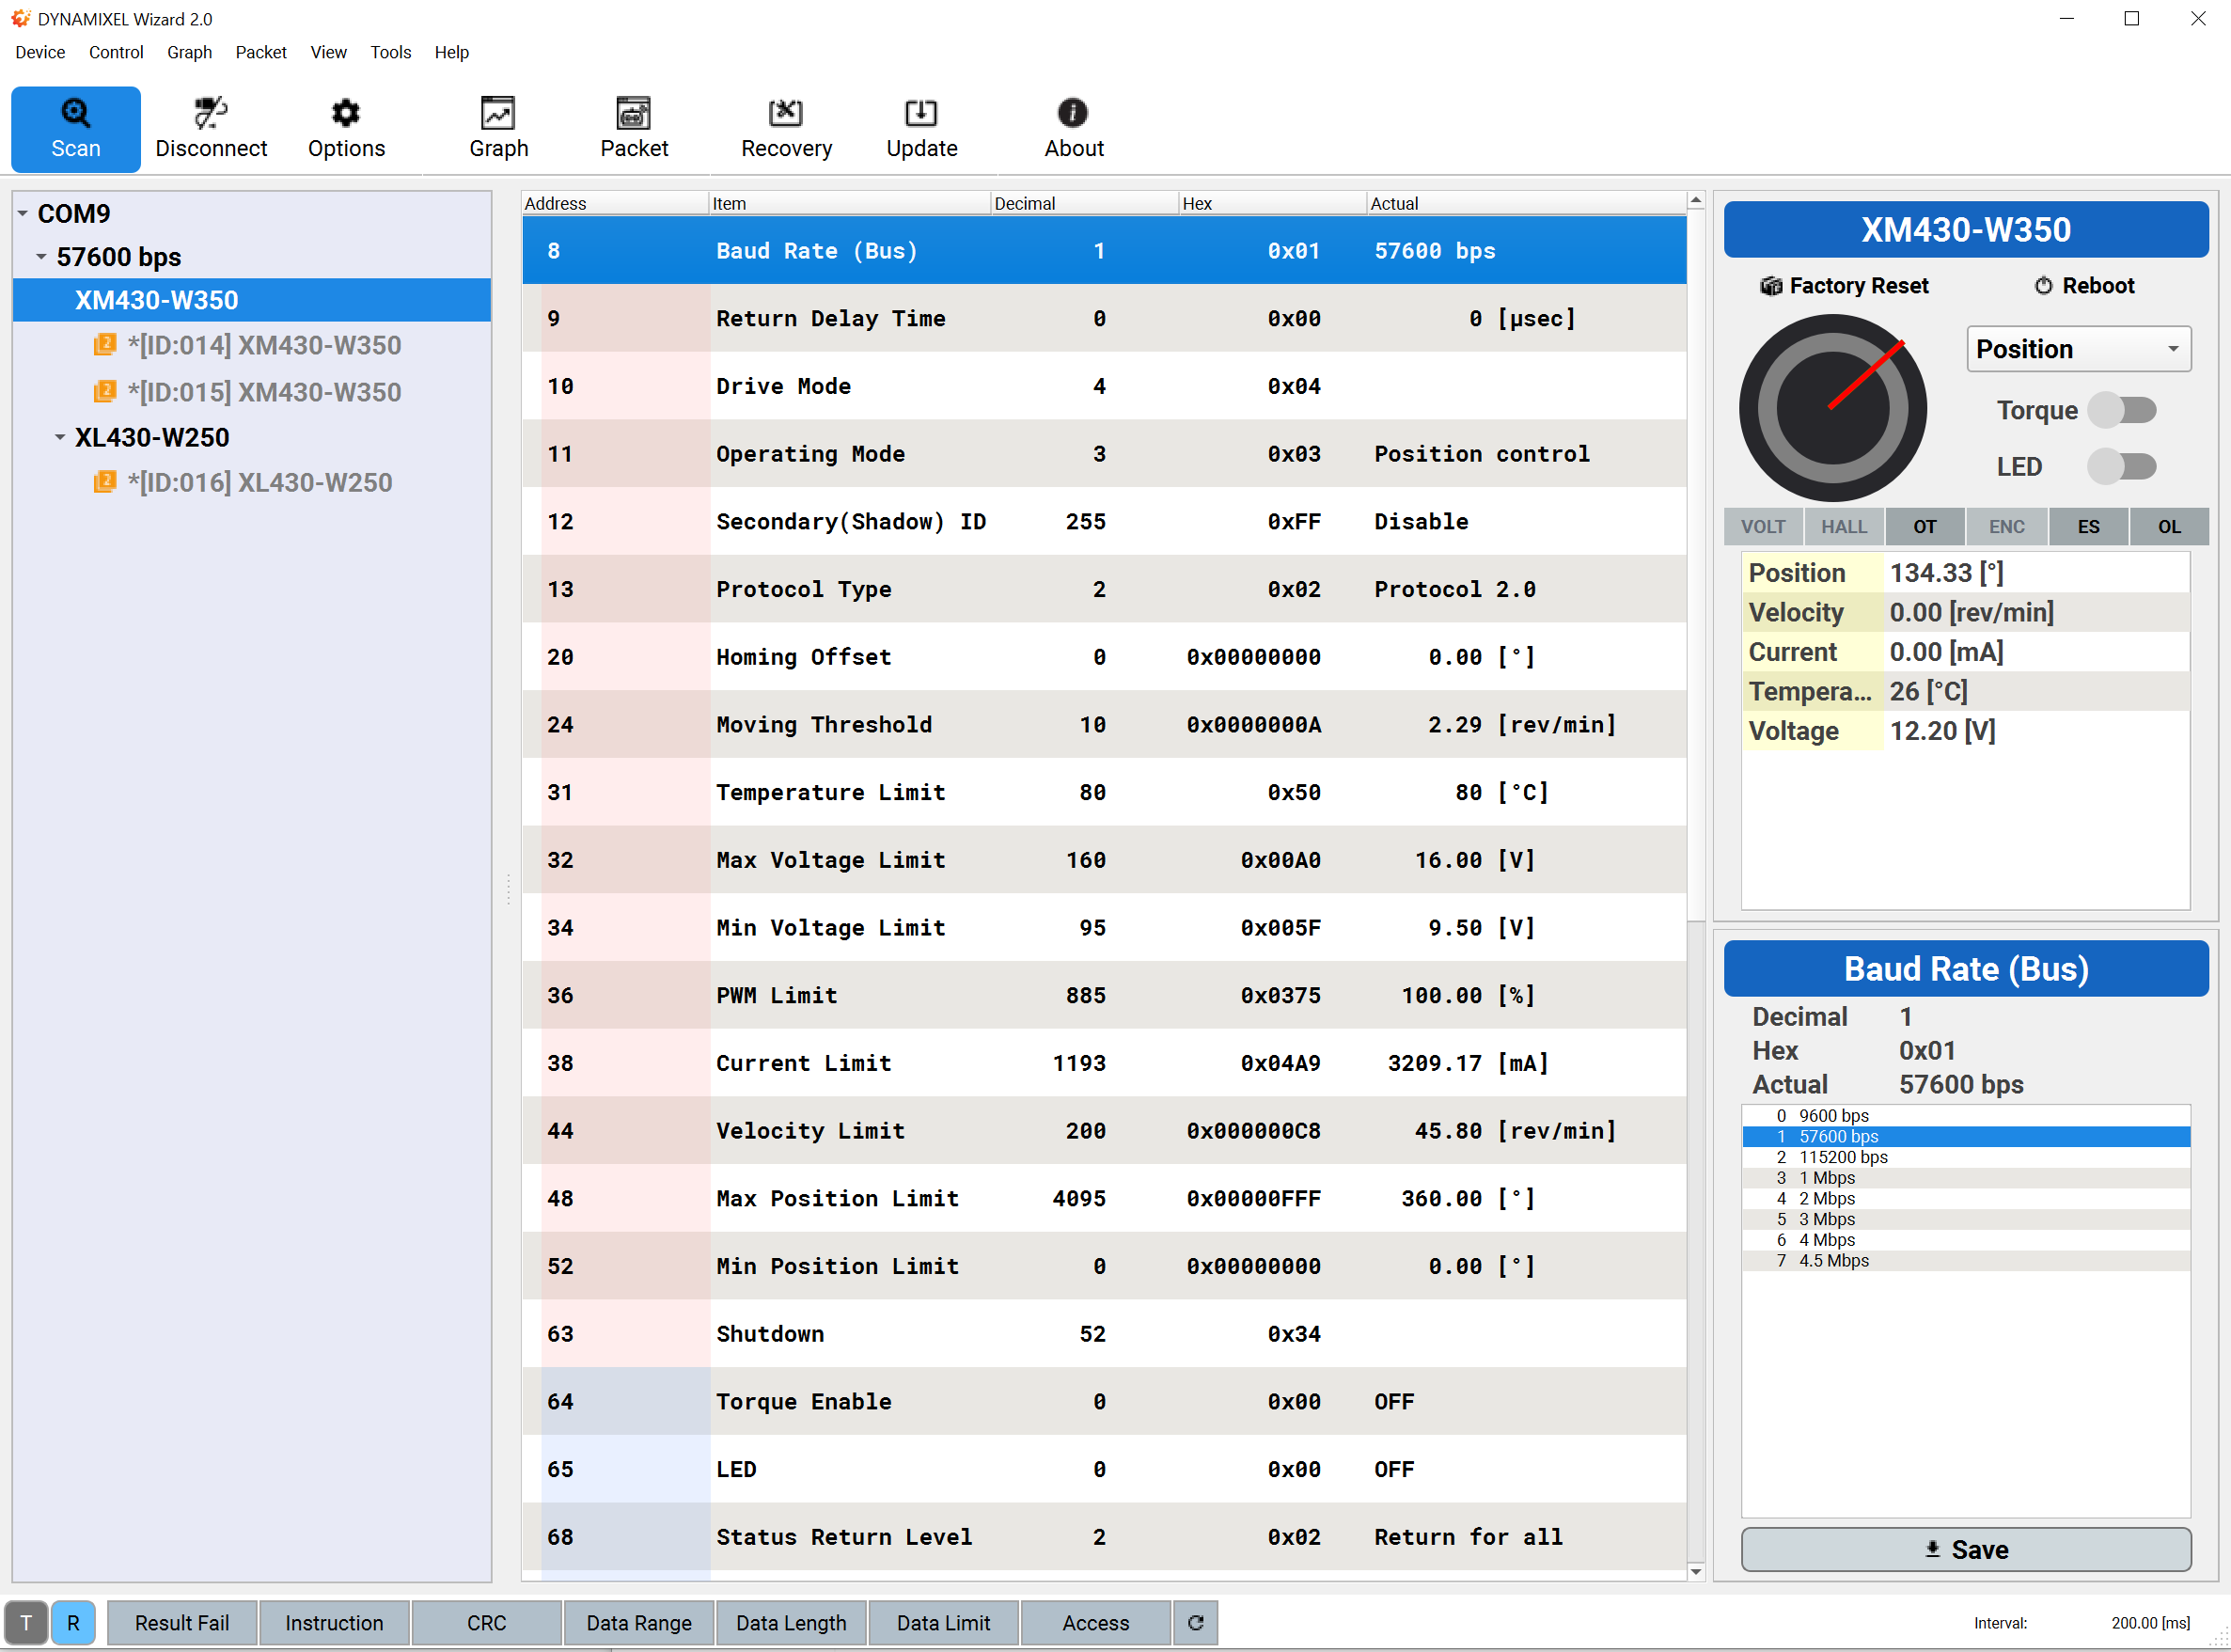 DYNAMIXEL Wizard 2.0
Device Control Graph Packet View Tools Help
Scan Disconnect Options Graph Packet Recovery Update About
COM9
57600 bps
XM430-W350
2 *[ID:014] XM430-W350
2 *[ID:015] XM430-W350
XL430-W250
2 *[ID:016] XL430-W250
Address Item Decimal Hex Actual
8 Baud Rate (Bus) 1 0x01 57600 bps
9 Return Delay Time 0 0x00 0 [μsec]
10 Drive Mode 4 0x04
11 Operating Mode 3 0x03 Position control
12 Secondary(Shadow) ID 255 0xFF Disable
13 Protocol Type 2 0x02 Protocol 2.0
20 Homing Offset 0 0x00000000 0.00 [°]
24 Moving Threshold 10 0x0000000A 2.29 [rev/min]
31 Temperature Limit 80 0x50 80 [°C]
32 Max Voltage Limit 160 0x00A0 16.00 [V]
34 Min Voltage Limit 95 0x005F 9.50 [V]
36 PWM Limit 885 0x0375 100.00 [%]
38 Current Limit 1193 0x04A9 3209.17 [mA]
44 Velocity Limit 200 0x000000C8 45.80 [rev/min]
48 Max Position Limit 4095 0x00000FFF 360.00 [°]
52 Min Position Limit 0 0x00000000 0.00 [°]
63 Shutdown 52 0x34
64 Torque Enable 0 0x00 OFF
65 LED 0 0x00 OFF
68 Status Return Level 2 0x02 Return for all
XM430-W350
Factory Reset Reboot
Position
Torque
LED
VOLT HALL OT ENC ES OL
Position 134.33 [°]
Velocity 0.00 [rev/min]
Current 0.00 [mA]
Tempera... 26 [°C]
Voltage 12.20 [V]
Baud Rate (Bus)
Decimal 1
Hex 0x01
Actual 57600 bps
0 9600 bps
1 57600 bps
2 115200 bps
3 1 Mbps
4 2 Mbps
5 3 Mbps
6 4 Mbps
7 4.5 Mbps
Save
T R Result Fail Instruction CRC Data Range Data Length Data Limit Access Interval: 200.00 [ms]